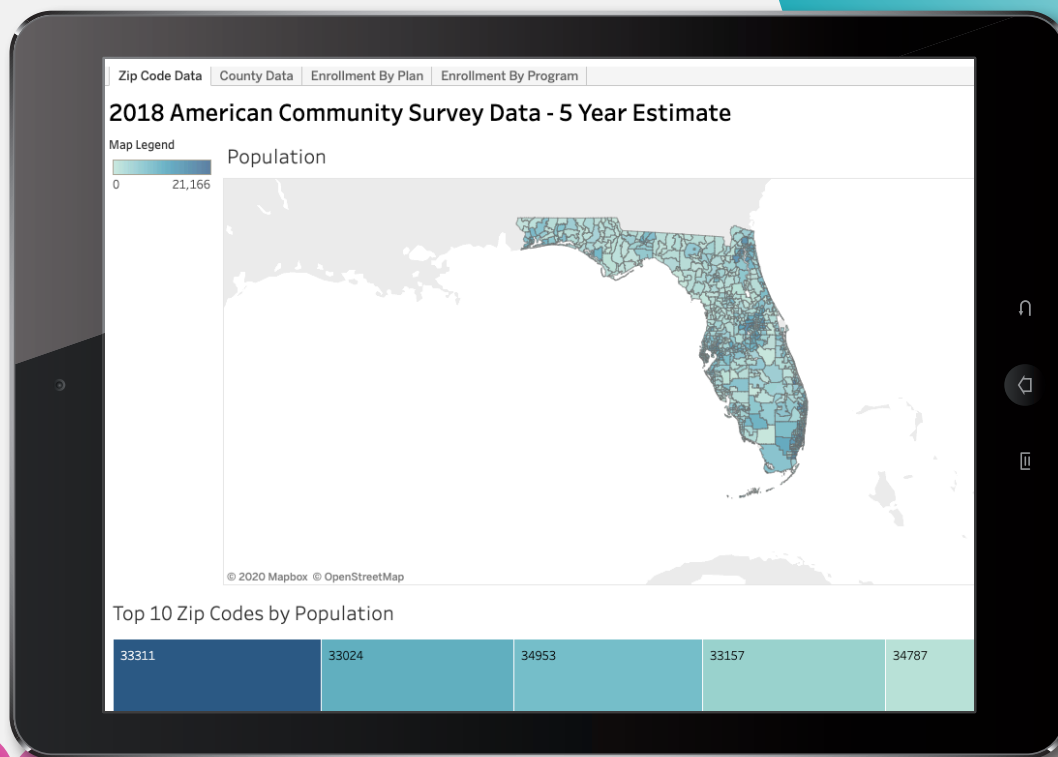 Zip Code Data County Data Enrollment By Plan Enrollment By Program
2018 American Community Survey Data - 5 Year Estimate
Map Legend
0 21,166
Population
© 2020 Mapbox © OpenStreetMap
Top 10 Zip Codes by Population
33311 33024 34953 33157 34787